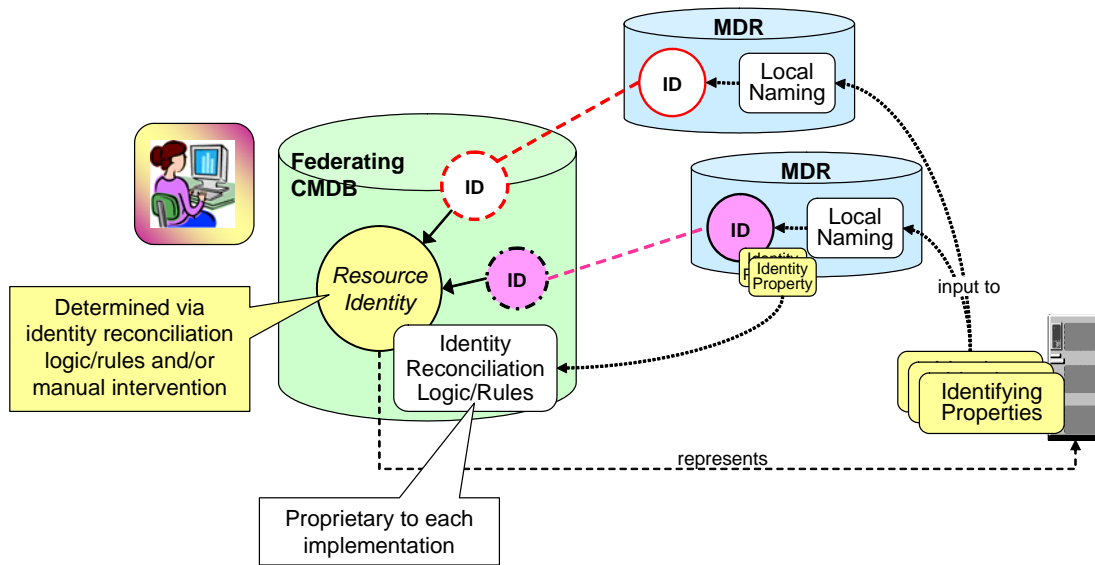 MDR
ID
Local
Naming
Federating
CMDB
ID
MDR
ID
Local
Naming
Identity
Identity
Property
input to
Resource
Identity
ID
Determined via
identity reconciliation
logic/rules and/or
manual intervention
Identity
Reconciliation
Logic/Rules
Identifying
Properties
represents
Proprietary to each
implementation